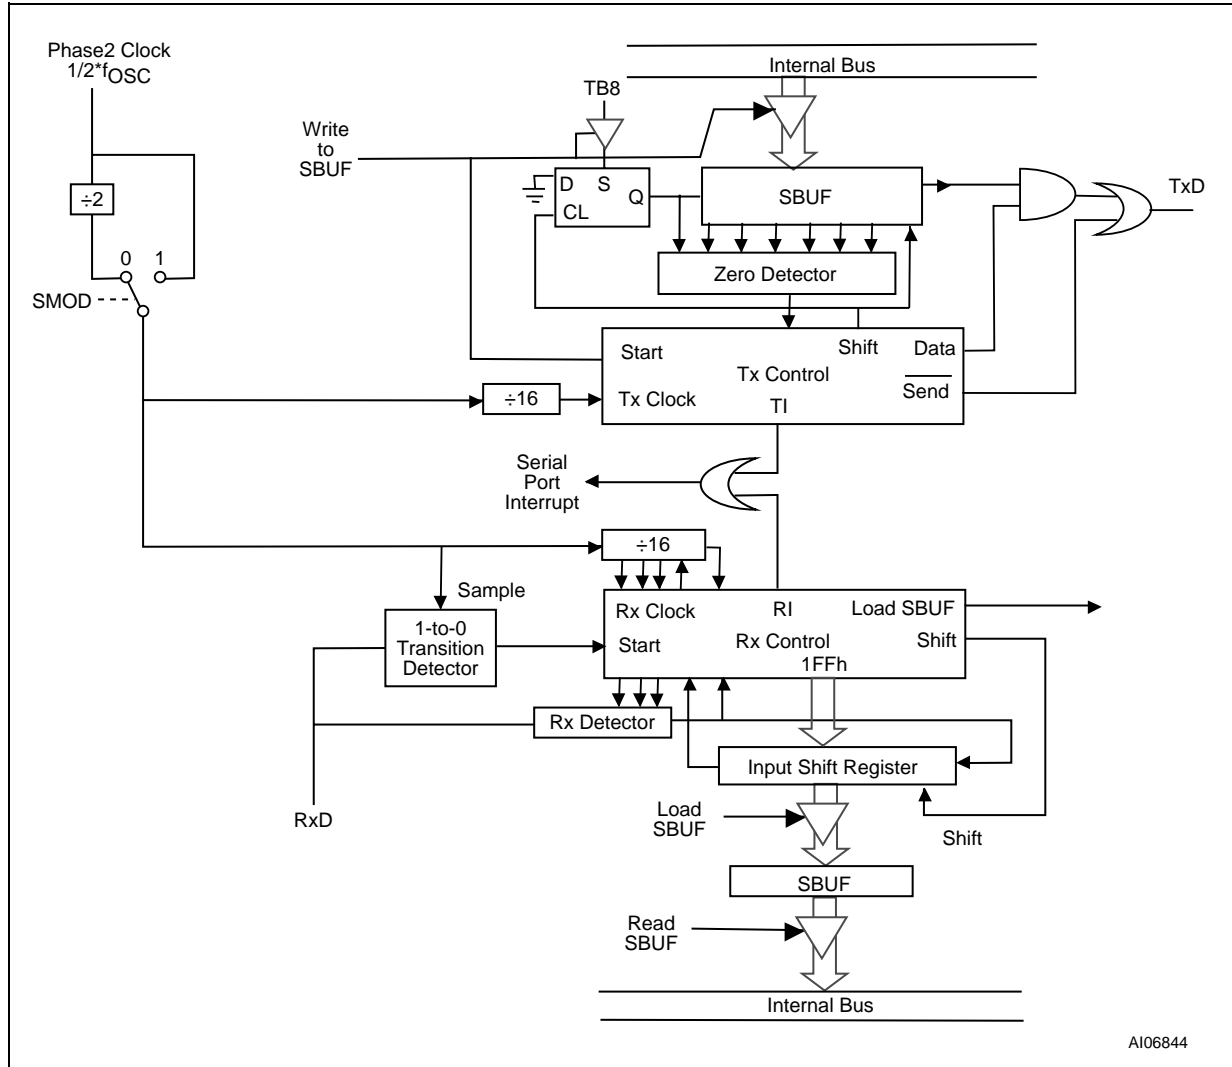 Phase2 Clock
1/2*fOSC
Internal Bus
TB8
Write
to
SBUF
D
S
Q
CL
SBUF
TxD
÷2
0
1
Zero Detector
SMOD
Start
Shift
Data
Tx Control
Send
÷16
Tx Clock
TI
Serial
Port
Interrupt
÷16
Sample
Rx Clock
RI
Load SBUF
1-to-0
Transition
Detector
Start
Rx Control
Shift
1FFh
Rx Detector
Input Shift Register
RxD
Load
SBUF
Shift
SBUF
Read
SBUF
Internal Bus
AI06844